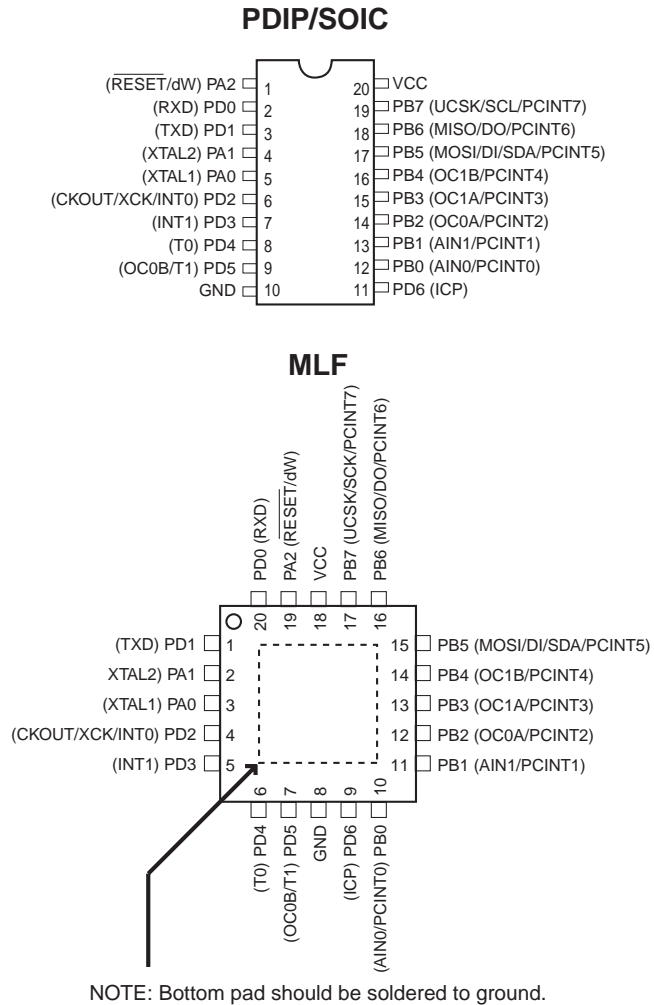 PDIP/SOIC
(RESET/dW) PA2 1 20 VCC
(RXD) PD0 2 19 PB7 (UCSK/SCL/PCINT7)
(TXD) PD1 3 18 PB6 (MISO/DO/PCINT6)
(XTAL2) PA1 4 17 PB5 (MOSI/DI/SDA/PCINT5)
(XTAL1) PA0 5 16 PB4 (OC1B/PCINT4)
(CKOUT/XCK/INT0) PD2 6 15 PB3 (OC1A/PCINT3)
(INT1) PD3 7 14 PB2 (OC0A/PCINT2)
(T0) PD4 8 13 PB1 (AIN1/PCINT1)
(OC0B/T1) PD5 9 12 PB0 (AIN0/PCINT0)
GND 10 11 PD6 (ICP)
MLF
PD0 (RXD)
PA2 (RESET/dW)
VCC
PB7 (UCSK/SCK/PCINT7)
PB6 (MISO/DO/PCINT6)
20 19 18 17 16
(TXD) PD1 1 15 PB5 (MOSI/DI/SDA/PCINT5)
XTAL2) PA1 2 14 PB4 (OC1B/PCINT4)
(XTAL1) PA0 3 13 PB3 (OC1A/PCINT3)
(CKOUT/XCK/INT0) PD2 4 12 PB2 (OC0A/PCINT2)
(INT1) PD3 5 11 PB1 (AIN1/PCINT1)
6 7 8 9 10
(T0) PD4
(OC0B/T1) PD5
GND
(ICP) PD6
(AIN0/PCINT0) PB0
NOTE: Bottom pad should be soldered to ground.